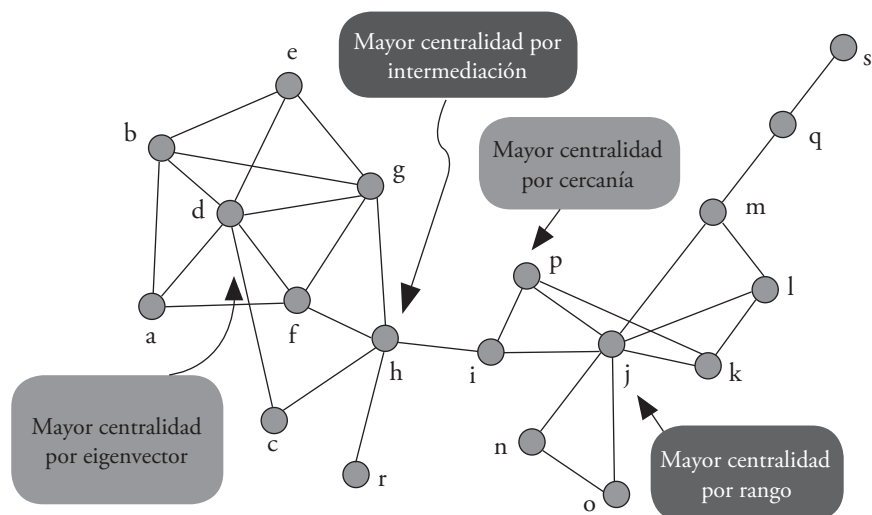 Mayor centralidad por
intermediación
s
e
q
b
Mayor centralidad
por cercanía
g
d
m
p
l
a
f
h
i
j
k
Mayor centralidad
por eigenvector
c
n
r
Mayor centralidad
por rango
o